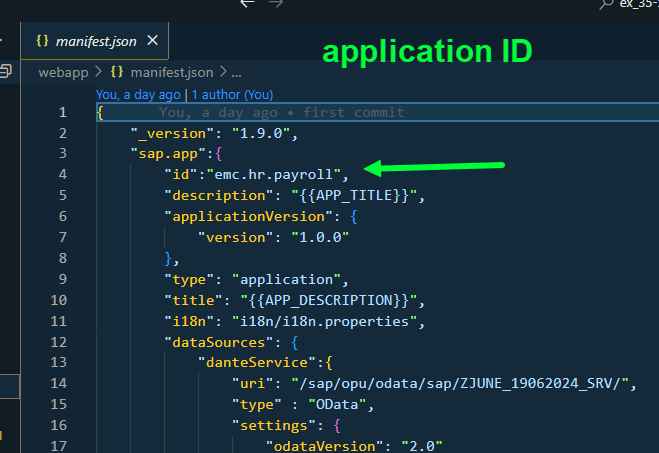 ex_35-
{} manifest.json ×
application ID
webapp > {} manifest.json > ...
You, a day ago | 1 author (You)
1 { You, a day ago • first commit
2 "_version": "1.9.0",
3 "sap.app":{
4 "id":"emc.hr.payroll",
5 "description": "{{APP_TITLE}}",
6 "applicationVersion": {
7 "version": "1.0.0"
8 },
9 "type": "application",
10 "title": "{{APP_DESCRIPTION}}",
11 "i18n": "i18n/i18n.properties",
12 "dataSources": {
13 "danteService":{
14 "uri": "/sap/opu/odata/sap/ZJUNE_19062024_SRV/",
15 "type" : "OData",
16 "settings": {
17 "odataVersion": "2.0"